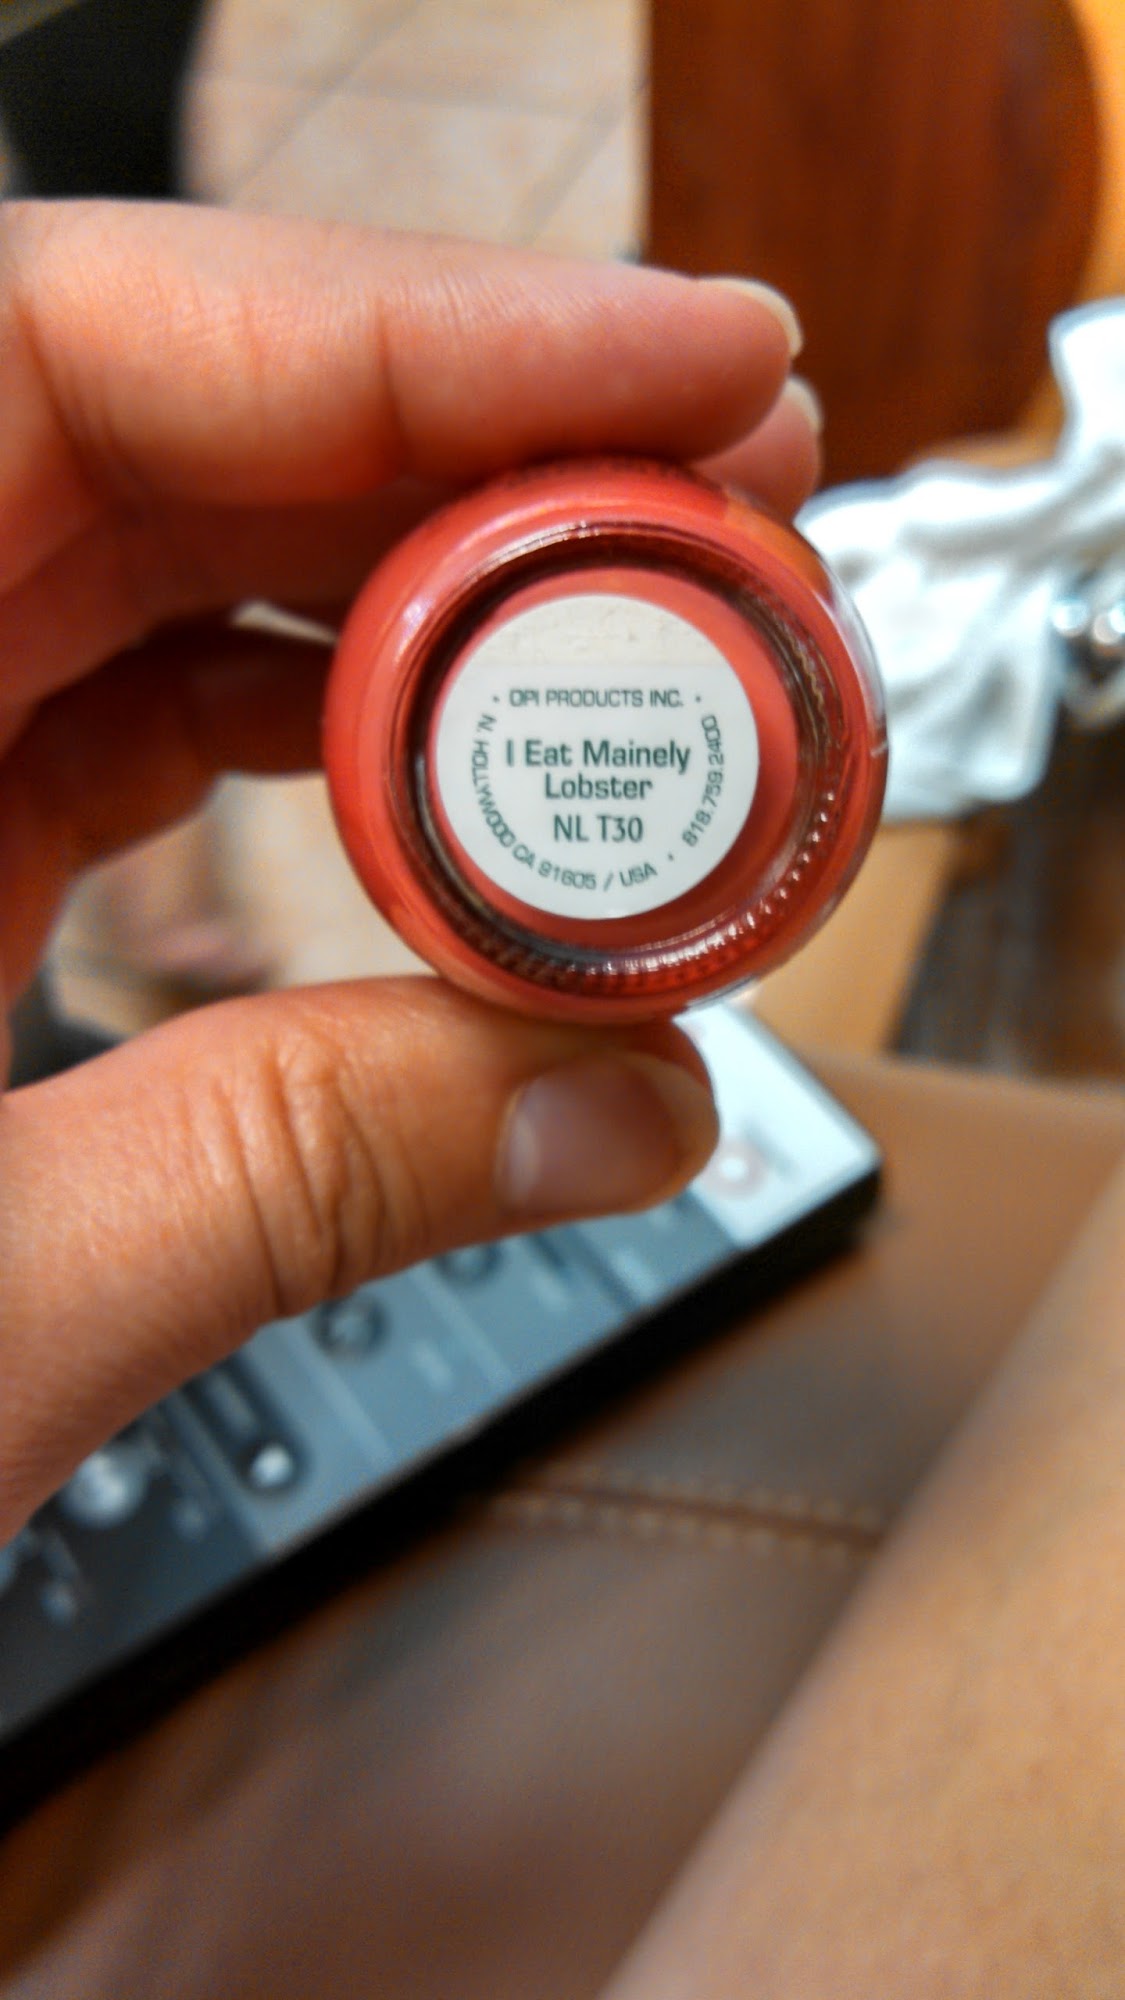 • OPI PRODUCTS INC. •
I Eat Mainely
Lobster
NL T30
N. HOLLYWOOD CA 91605 / USA • 818.759.2400